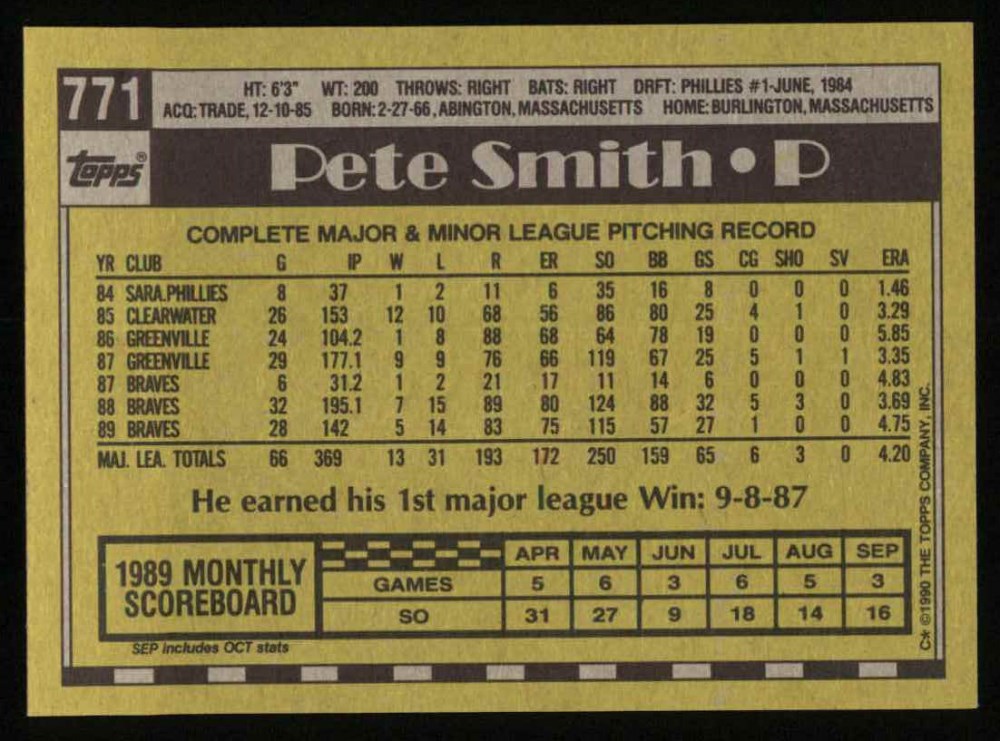 771
HT: 6'3" WT: 200 THROWS: RIGHT BATS: RIGHT DRFT: PHILLIES #1-JUNE, 1984
ACQ: TRADE, 12-10-85 BORN: 2-27-66, ABINGTON, MASSACHUSETTS HOME: BURLINGTON, MASSACHUSETTS
topps®
Pete Smith • P
COMPLETE MAJOR & MINOR LEAGUE PITCHING RECORD
YR CLUB G IP W L R ER SO BB GS CG SHO SV ERA
84 SARA.PHILLIES 8 37 1 2 11 6 35 16 8 0 0 0 1.46
85 CLEARWATER 26 153 12 10 68 56 86 80 25 4 1 0 3.29
86 GREENVILLE 24 104.2 1 8 88 68 64 78 19 0 0 0 5.85
87 GREENVILLE 29 177.1 9 9 76 66 119 67 25 5 1 1 3.35
87 BRAVES 6 31.2 1 2 21 17 11 14 6 0 0 0 4.83
88 BRAVES 32 195.1 7 15 89 80 124 88 32 5 3 0 3.69
89 BRAVES 28 142 5 14 83 75 115 57 27 1 0 0 4.75
MAJ. LEA. TOTALS 66 369 13 31 193 172 250 159 65 6 3 0 4.20
He earned his 1st major league Win: 9-8-87
1989 MONTHLY
SCOREBOARD
APR MAY JUN JUL AUG SEP
GAMES 5 6 3 6 5 3
SO 31 27 9 18 14 16
SEP includes OCT stats
C* ©1990 THE TOPPS COMPANY, INC.